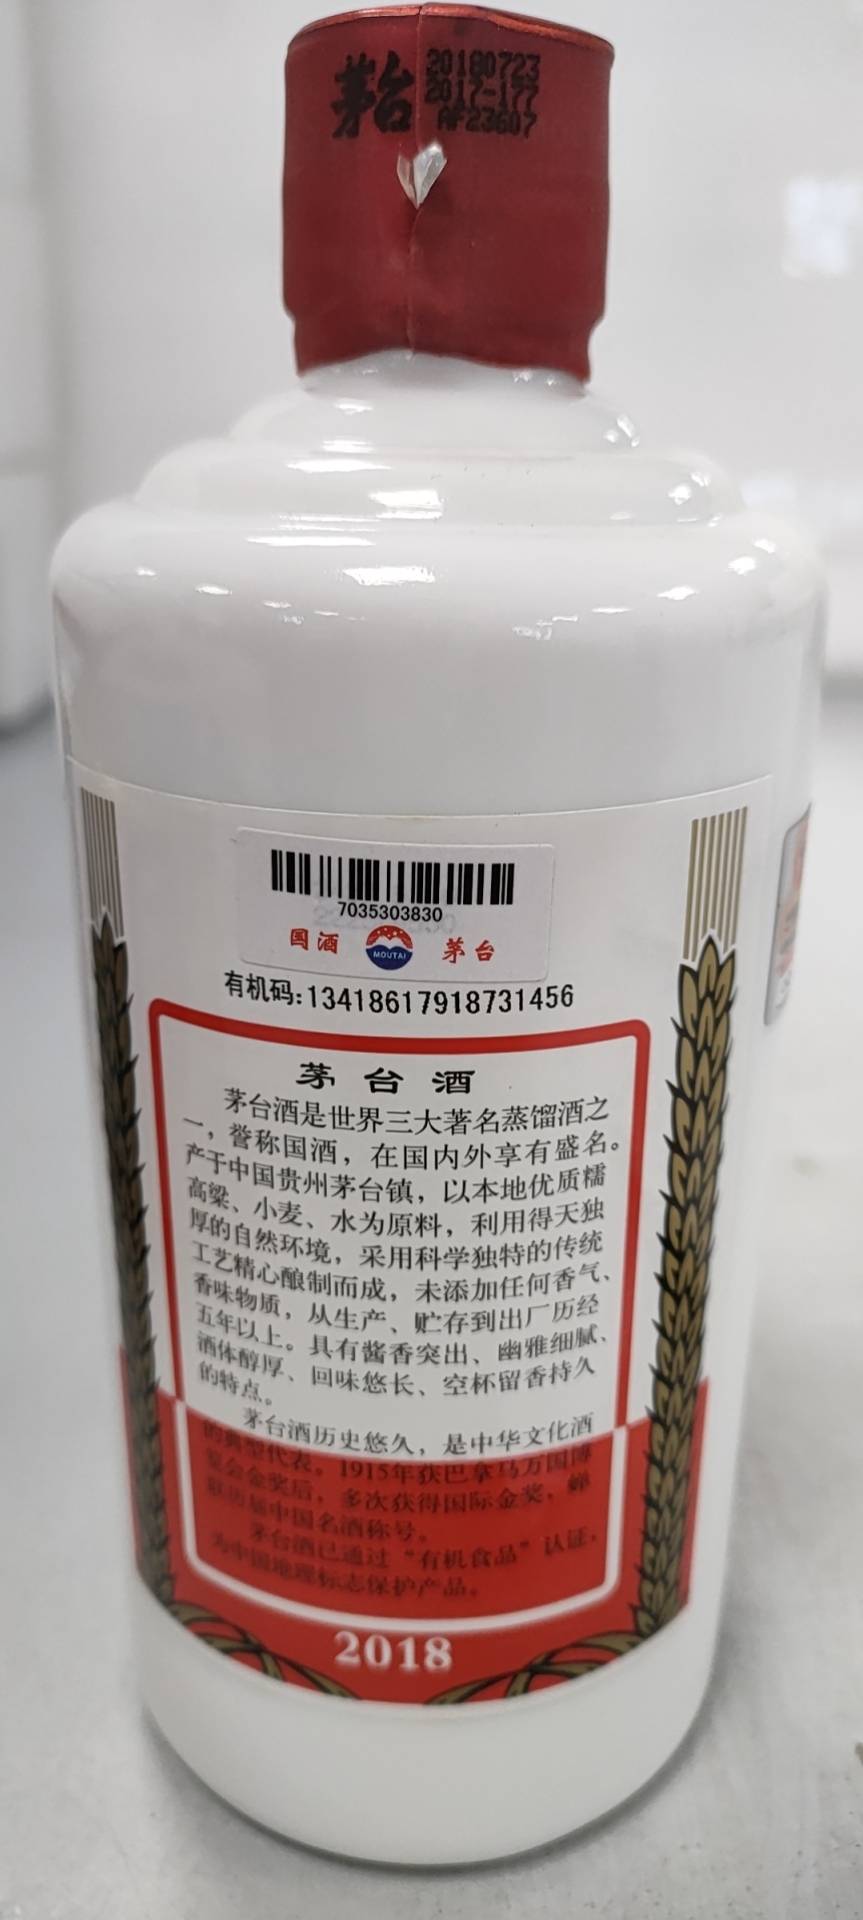 茅台
20180723
2017-177
AF23607
7035303830
国酒 MOUTAI 茅台
有机码:13418617918731456
茅台酒
茅台酒是世界三大著名蒸馏酒之
一，誉称国酒，在国内外享有盛名。
产于中国贵州茅台镇，以本地优质糯
高粱、小麦、水为原料，利用得天独
厚的自然环境，采用科学独特的传统
工艺精心酿制而成，未添加任何香气、
香味物质，从生产、贮存到出厂历经
五年以上。具有酱香突出、幽雅细腻、
酒体醇厚、回味悠长、空杯留香持久
的特点。
茅台酒历史悠久，是中华文化酒
的典型代表。1915年获巴拿马万国博
览会金奖后，多次获得国际金奖，蝉
联历届中国名酒称号。
茅台酒已通过“有机食品”认证，
为中国地理标志保护产品。
2018